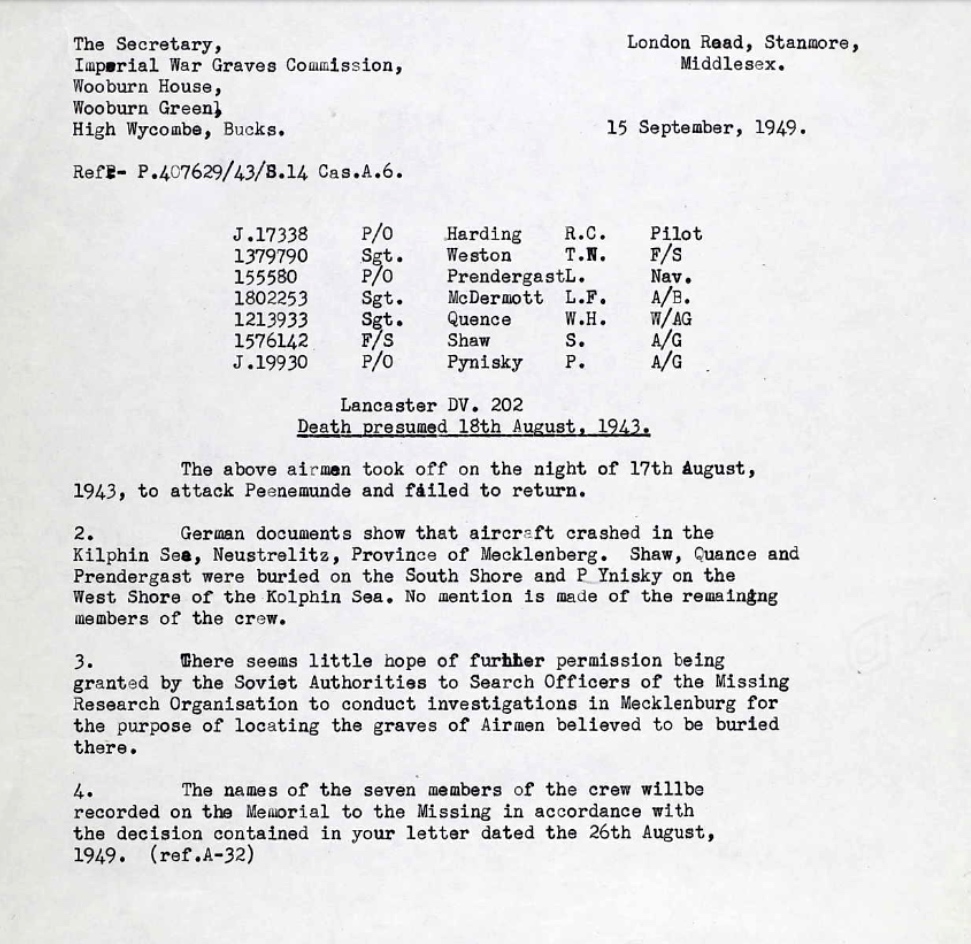 The Secretary,
Imperial War Graves Commission,
Wooburn House,
Wooburn Green,
High Wycombe, Bucks.
London Road, Stanmore,
Middlesex.
15 September, 1949.
Ref:- P.407629/43/S.14 Cas.A.6.
J.17338 P/O Harding R.C. Pilot
1379790 Sgt. Weston T.N. F/S
155580 P/O PrendergastL. Nav.
1802253 Sgt. McDermott L.F. A/B.
1213933 Sgt. Quence W.H. W/AG
1576142 F/S Shaw S. A/G
J.19930 P/O Pynisky P. A/G
Lancaster DV. 202
Death presumed 18th August, 1943.
The above airmen took off on the night of 17th August,
1943, to attack Peenemunde and failed to return.
2. German documents show that aircraft crashed in the
Kilphin Sea, Neustrelitz, Province of Mecklenberg. Shaw, Quance and
Prendergast were buried on the South Shore and P Ynisky on the
West Shore of the Kolphin Sea. No mention is made of the remaining
members of the crew.
3. There seems little hope of further permission being
granted by the Soviet Authorities to Search Officers of the Missing
Research Organisation to conduct investigations in Mecklenburg for
the purpose of locating the graves of Airmen believed to be buried
there.
4. The names of the seven members of the crew willbe
recorded on the Memorial to the Missing in accordance with
the decision contained in your letter dated the 26th August,
1949. (ref.A-32)